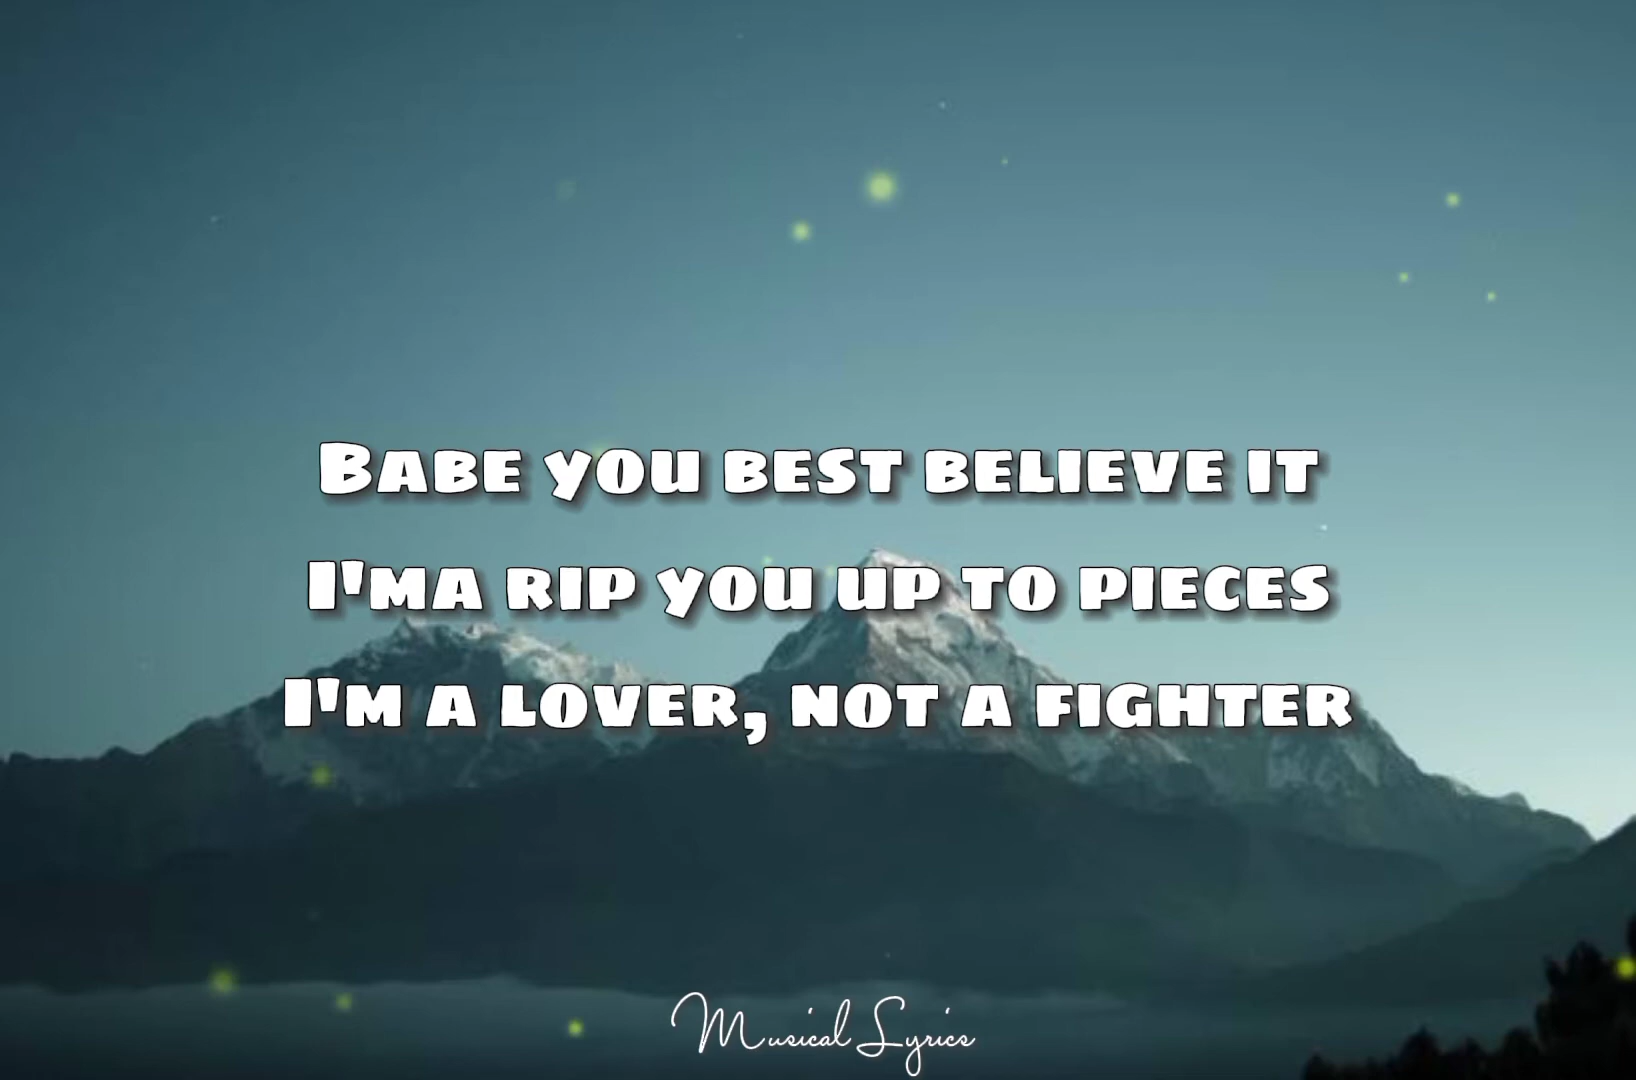 Babe you best believe it
I'ma rip you up to pieces
I'm a lover, not a fighter
Musical Lyrics